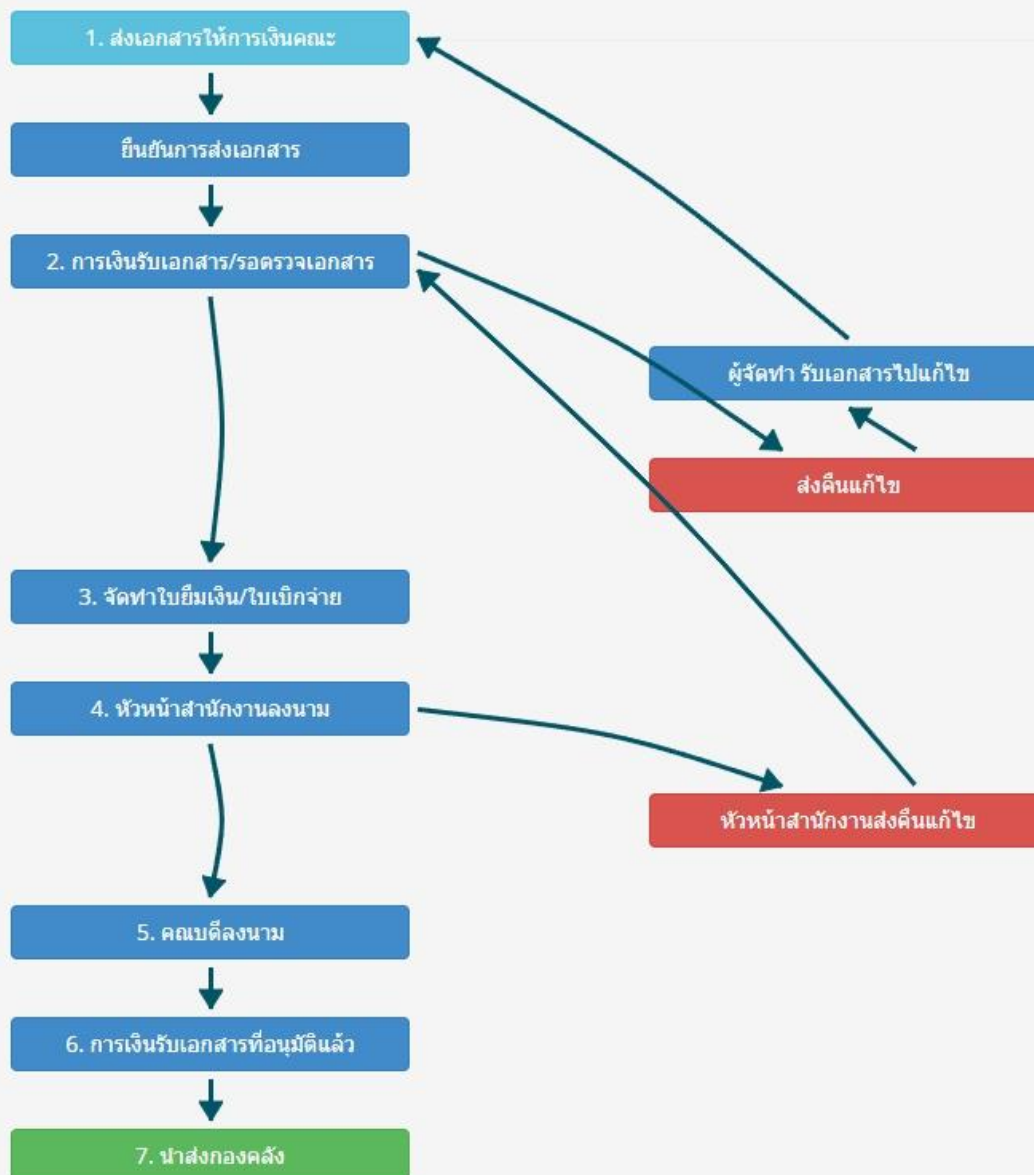 1. ส่งเอกสารให้การเงินคณะ
ยืนยันการส่งเอกสาร
2. การเงินรับเอกสาร/รอตรวจเอกสาร
ผู้จัดทำ รับเอกสารไปแก้ไข
ส่งคืนแก้ไข
3. จัดทำใบยืมเงิน/ใบเบิกจ่าย
4. หัวหน้าสำนักงานลงนาม
หัวหน้าสำนักงานส่งคืนแก้ไข
5. คณบดีลงนาม
6. การเงินรับเอกสารที่อนุมัติแล้ว
7. นำส่งกองคลัง